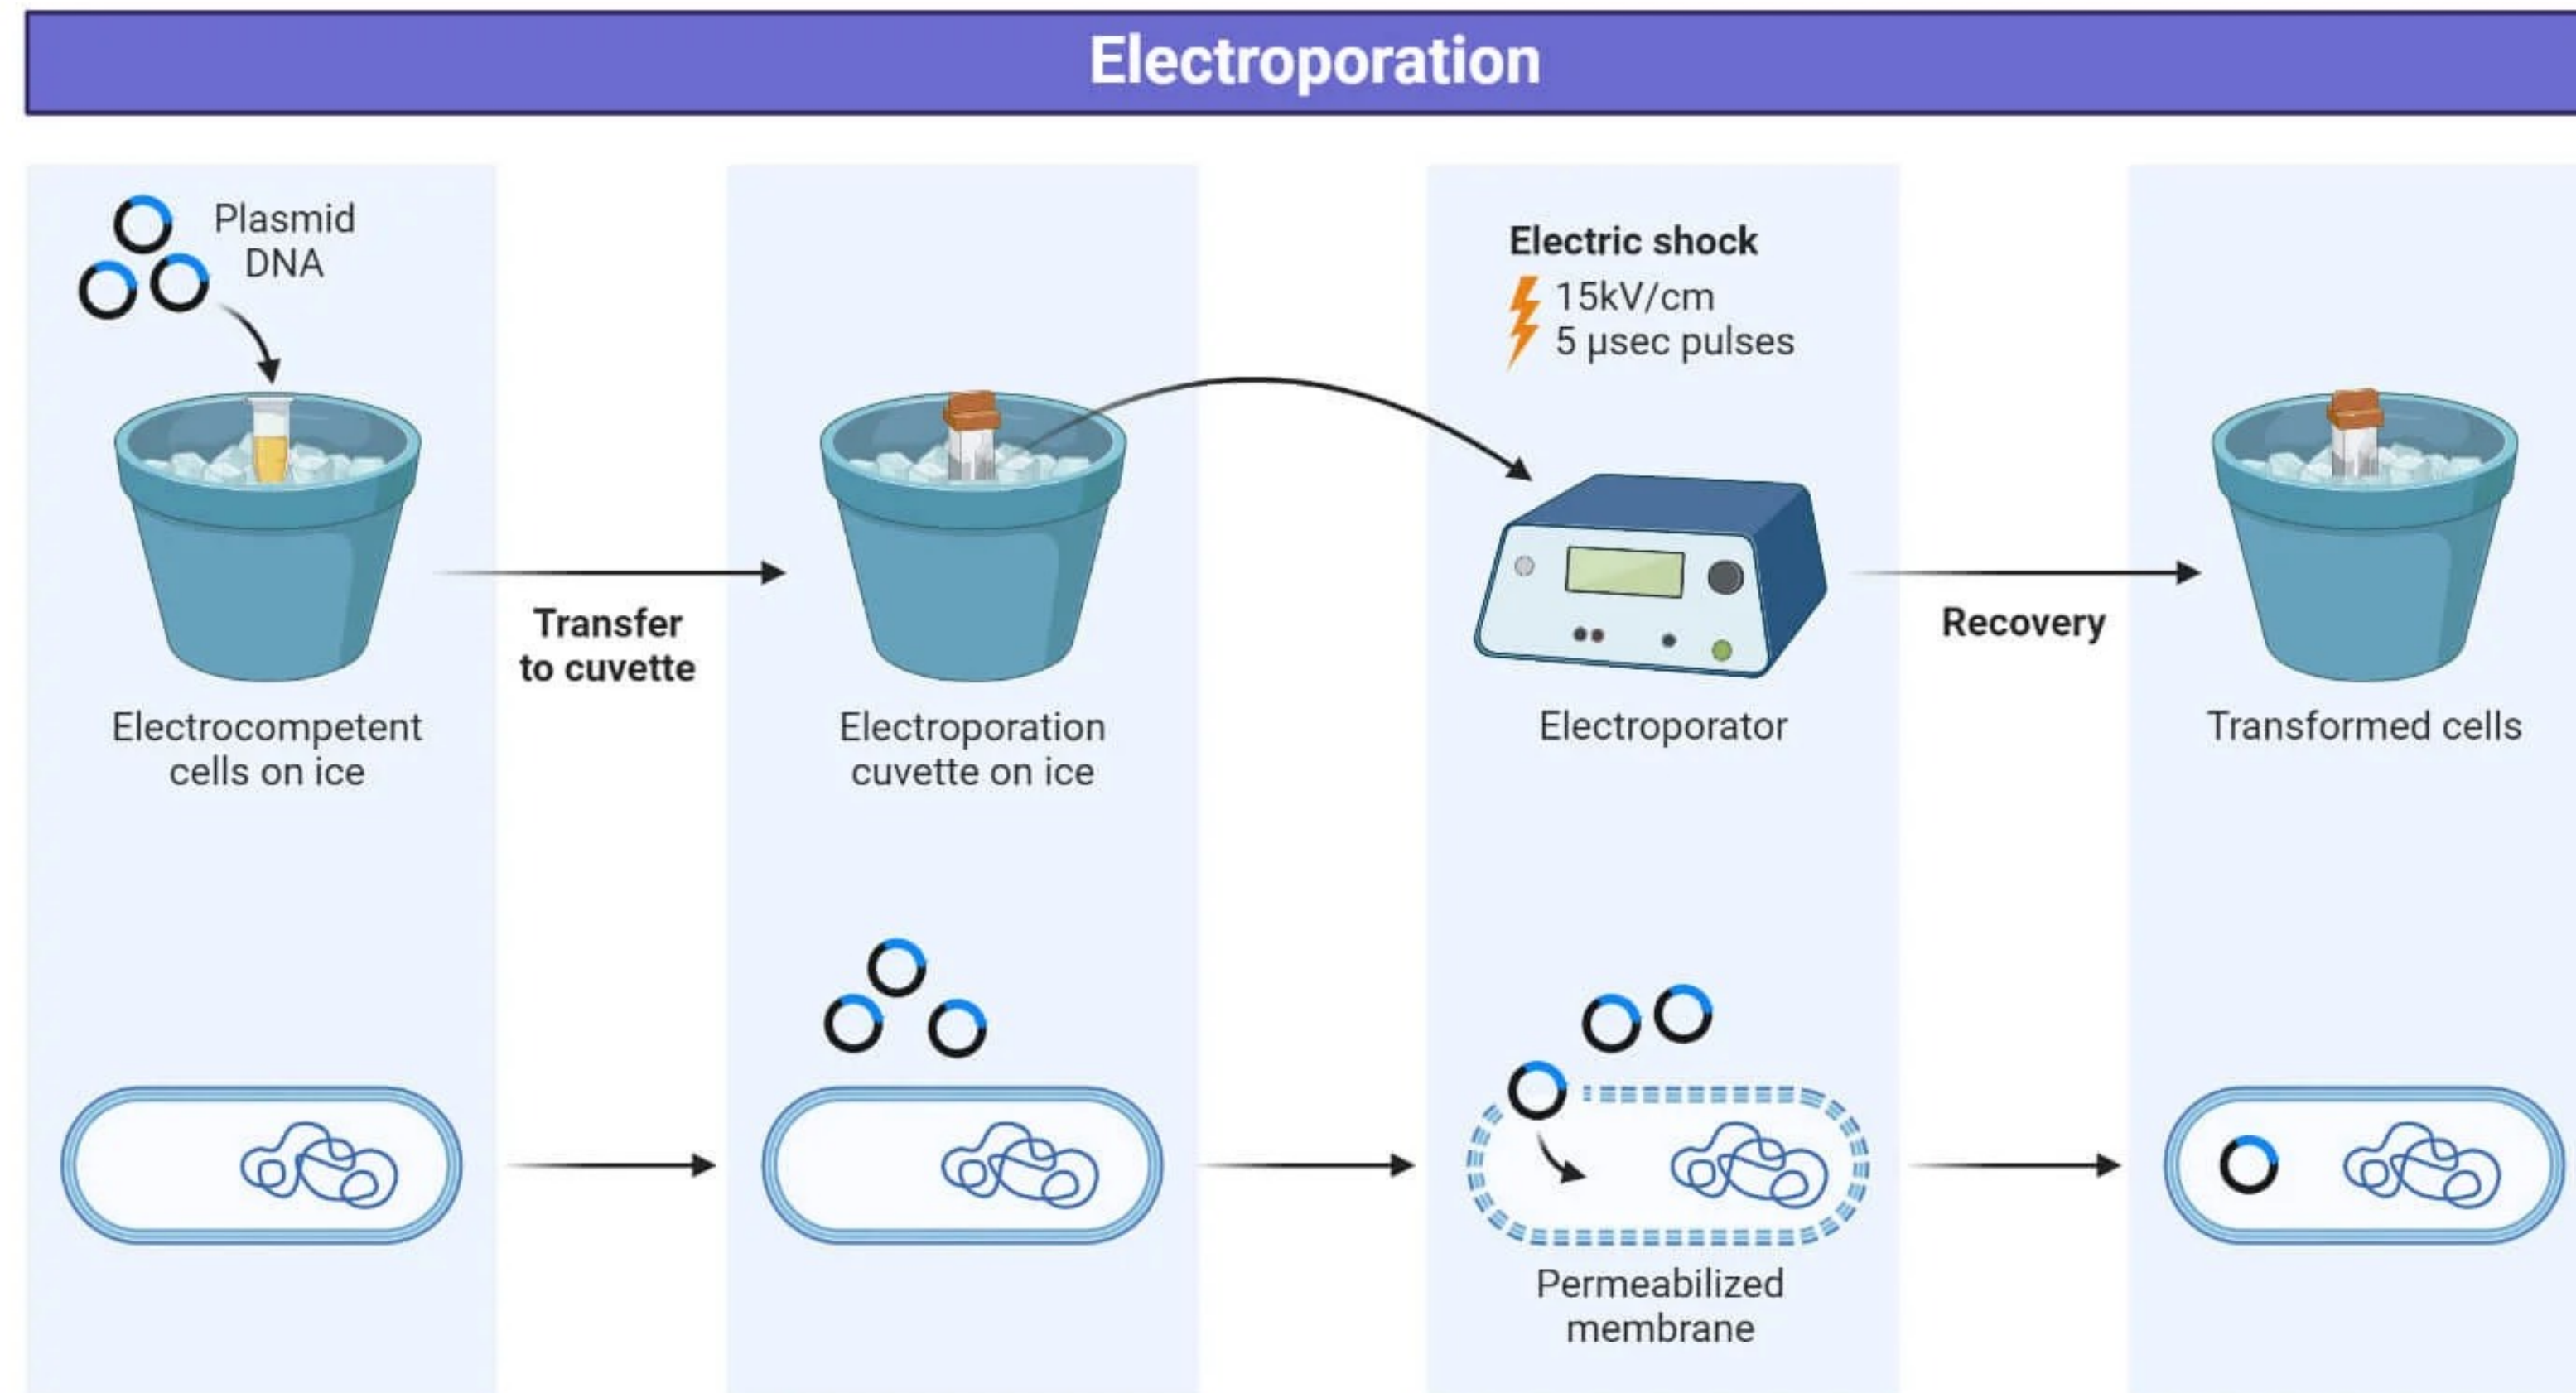 Electroporation
Plasmid
DNA
Electric shock
15kV/cm
5 μsec pulses
Transfer
to cuvette
Recovery
Electrocompetent
cells on ice
Electroporation
cuvette on ice
Electroporator
Transformed cells
Permeabilized
membrane